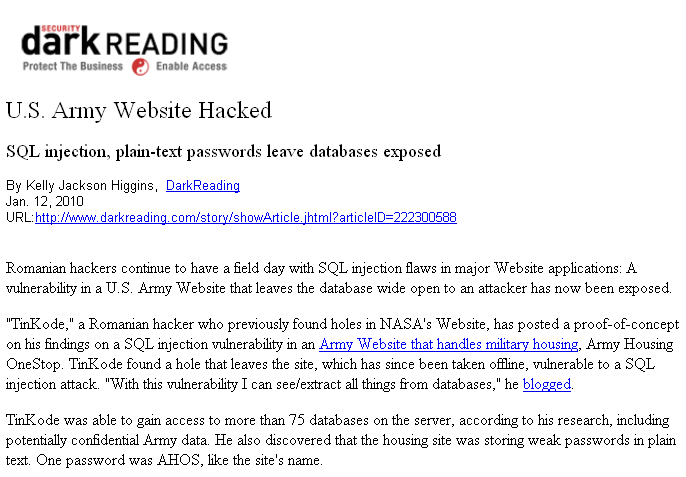 SECURITY
dark READING
Protect The Business Enable Access
U.S. Army Website Hacked
SQL injection, plain-text passwords leave databases exposed
By Kelly Jackson Higgins, DarkReading
Jan. 12, 2010
URL:http://www.darkreading.com/story/showArticle.jhtml?articleID=222300588
Romanian hackers continue to have a field day with SQL injection flaws in major Website applications: A
vulnerability in a U.S. Army Website that leaves the database wide open to an attacker has now been exposed.
"TinKode," a Romanian hacker who previously found holes in NASA's Website, has posted a proof-of-concept
on his findings on a SQL injection vulnerability in an Army Website that handles military housing, Army Housing
OneStop. TinKode found a hole that leaves the site, which has since been taken offline, vulnerable to a SQL
injection attack. "With this vulnerability I can see/extract all things from databases," he blogged.
TinKode was able to gain access to more than 75 databases on the server, according to his research, including
potentially confidential Army data. He also discovered that the housing site was storing weak passwords in plain
text. One password was AHOS, like the site's name.